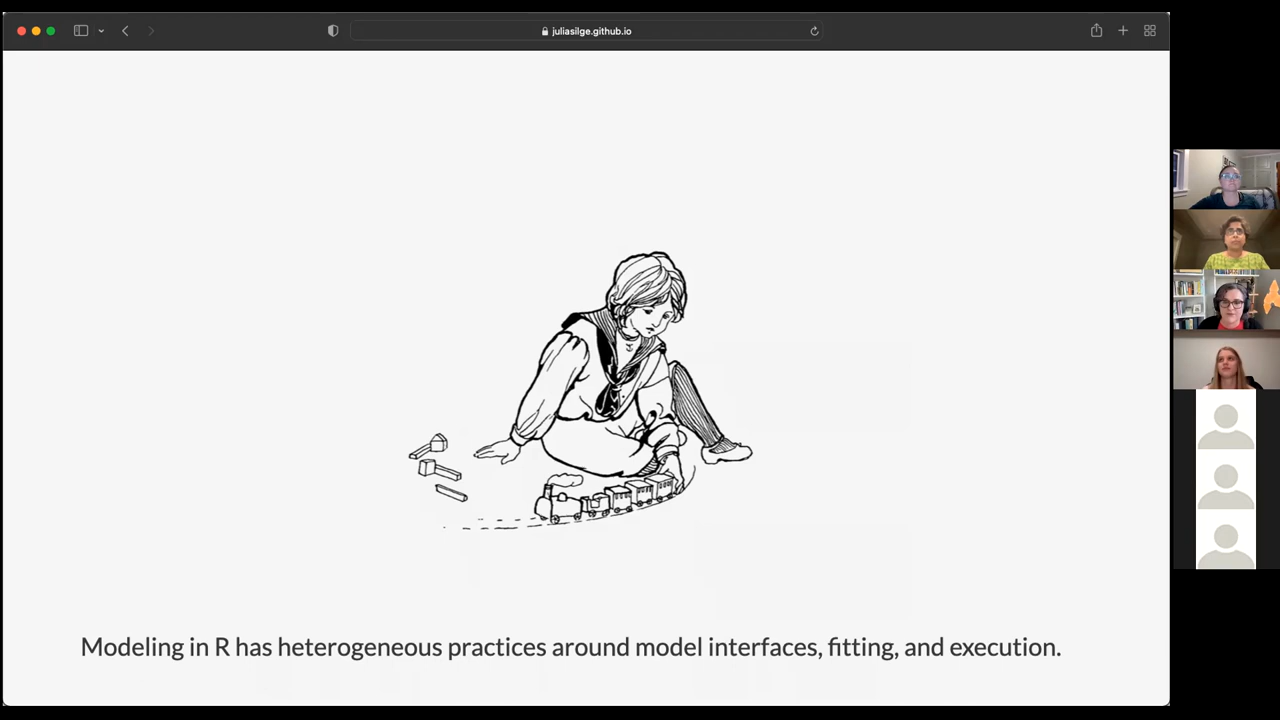 juliasilge.github.io
Modeling in R has heterogeneous practices around model interfaces, fitting, and execution.